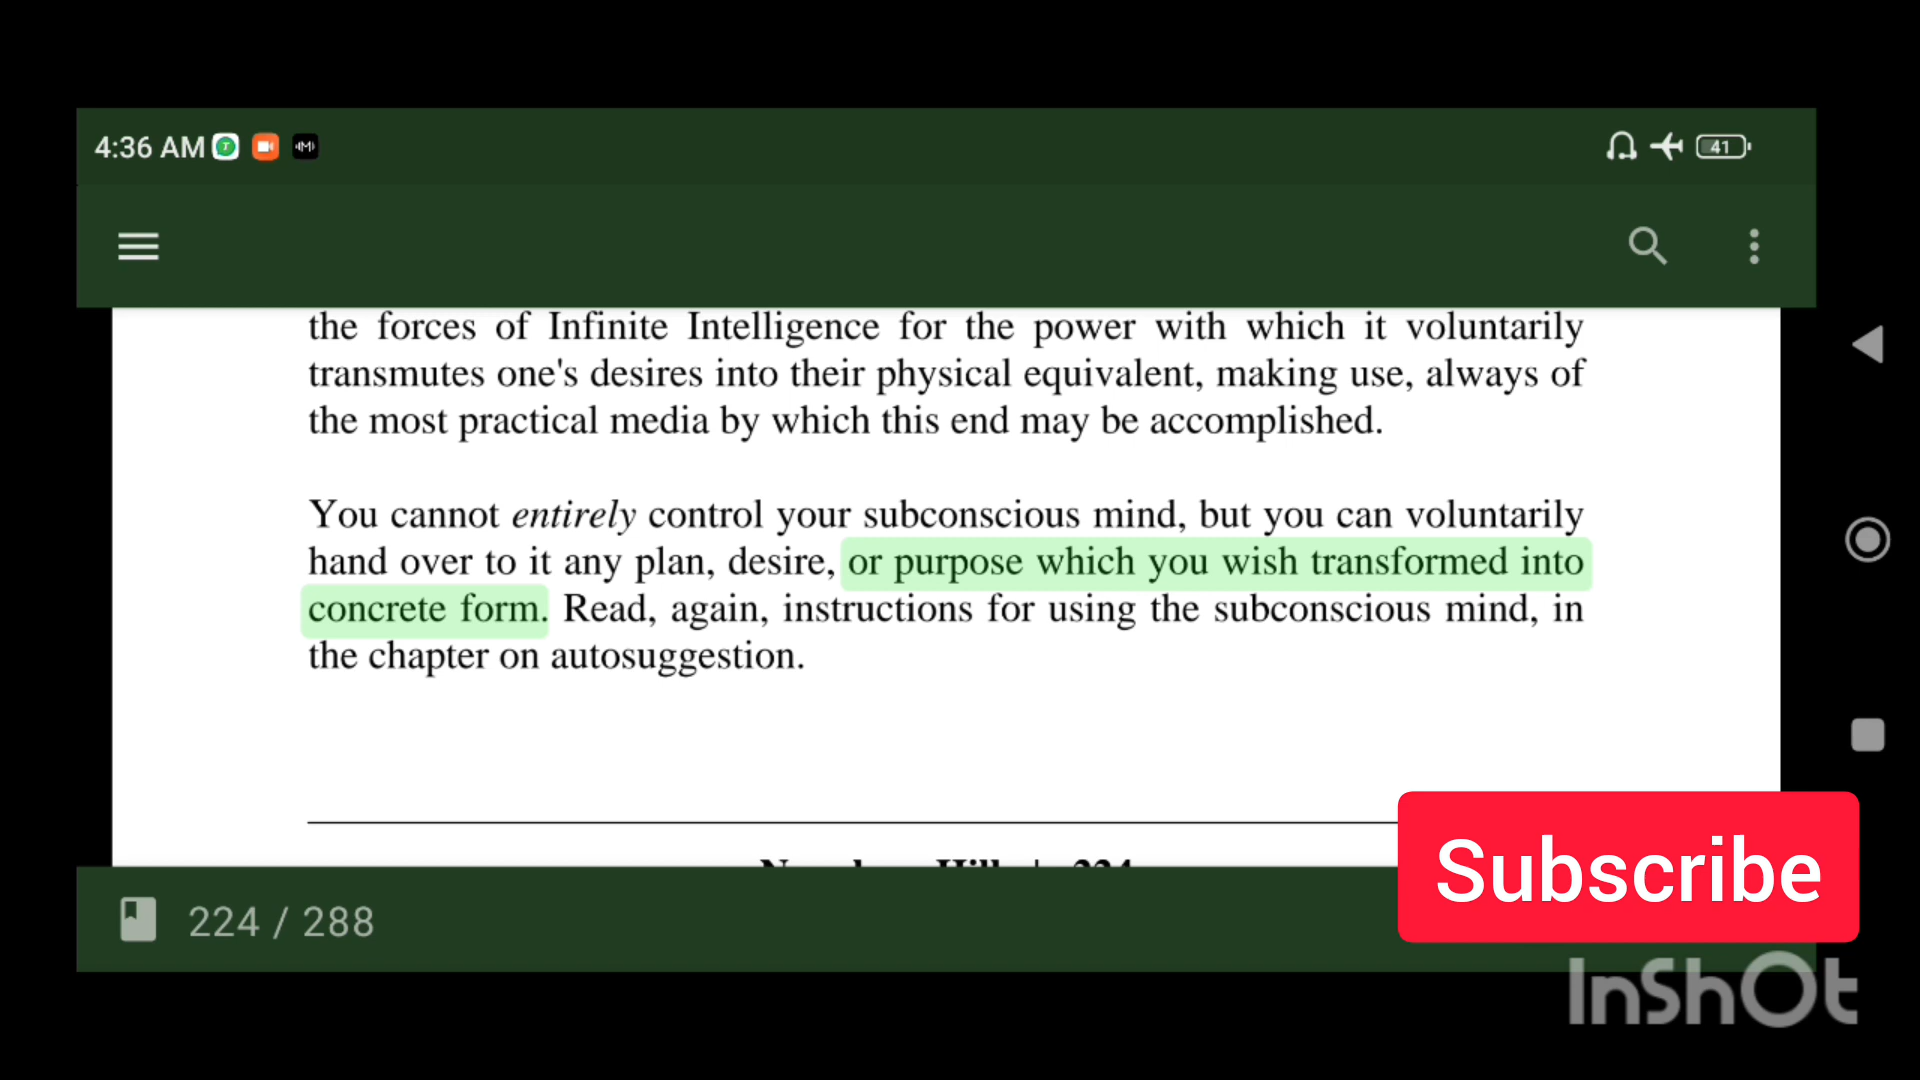 4:36 AM
41
the forces of Infinite Intelligence for the power with which it voluntarily
transmutes one's desires into their physical equivalent, making use, always of
the most practical media by which this end may be accomplished.
You cannot entirely control your subconscious mind, but you can voluntarily
hand over to it any plan, desire, or purpose which you wish transformed into
concrete form. Read, again, instructions for using the subconscious mind, in
the chapter on autosuggestion.
Subscribe
224 / 288
InShOt